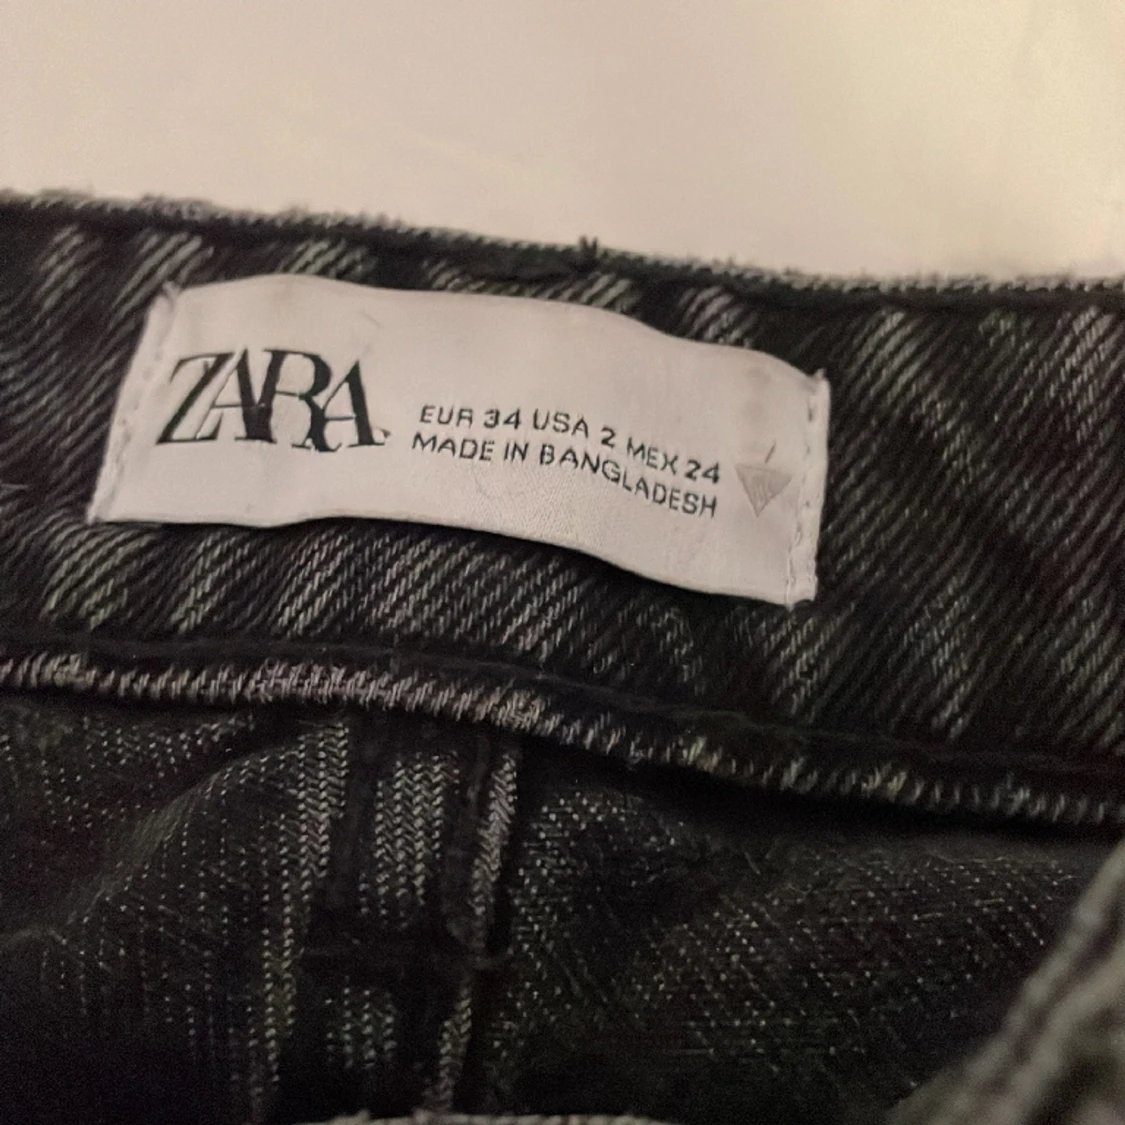 ZARA
EUR 34 USA 2 MEX 24
MADE IN BANGLADESH